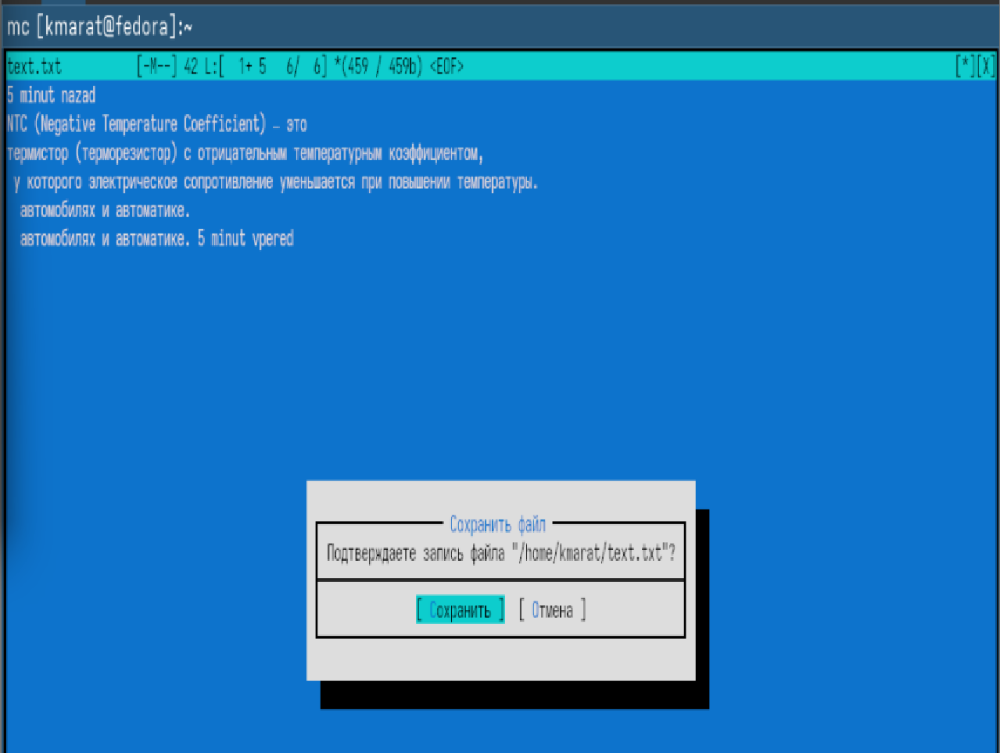 mc [kmarat@fedora]:~
text.txt [-M--] 42 L:[ 1+ 5 6/ 6] *(459 / 459b) <EOF> [*][X]
5 minut nazad
NTC (Negative Temperature Coefficient) – это
термистор (терморезистор) с отрицательным температурным коэффициентом,
у которого электрическое сопротивление уменьшается при повышении температуры.
автомобилях и автоматике.
автомобилях и автоматике. 5 minut vpered
Сохранить файл
Подтверждаете запись файла "/home/kmarat/text.txt"?
[ Сохранить ] [ Отмена ]